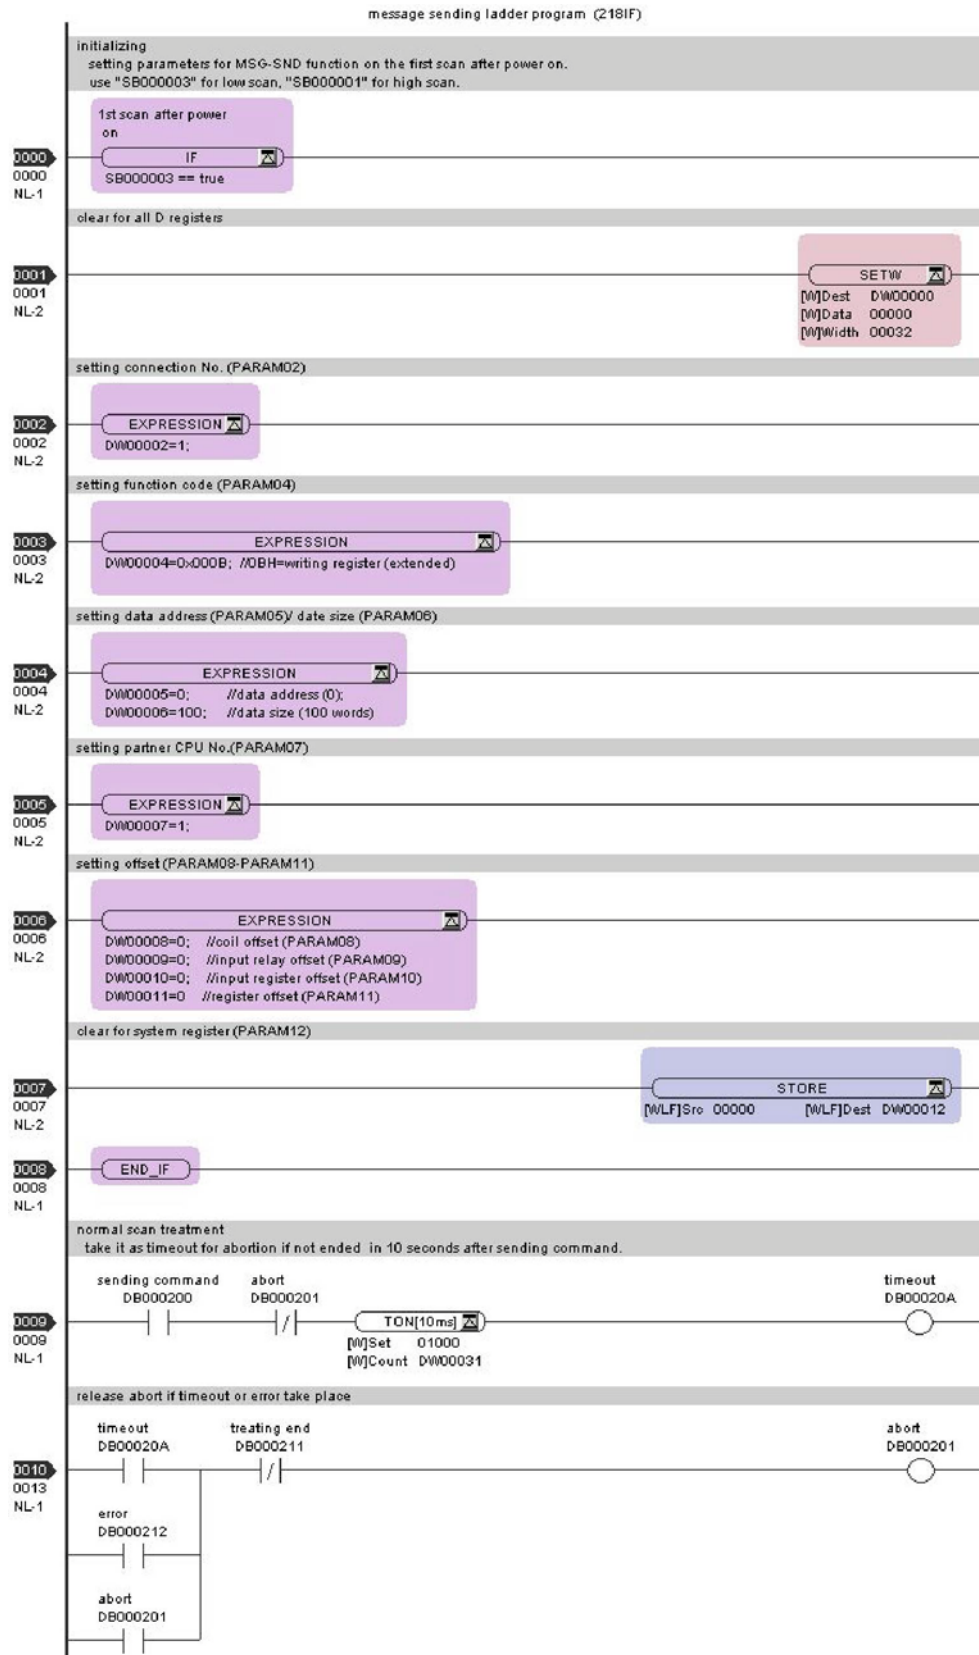 message sending ladder program (218IF)
initializing
setting parameters for MSG-SND function on the first scan after power on.
use "SB000003" for low scan, "SB000001" for high scan.
1st scan after power
on
0000
IF
0000
SB000003 == true
NL-1
clear for all D registers
0001
SETW
0001
[W]Dest DW00000
NL-2
[W]Data 00000
[W]Width 00032
setting connection No. (PARAM02)
0002
EXPRESSION
0002
DW00002=1;
NL-2
setting function code (PARAM04)
0003
EXPRESSION
0003
DW00004=0x000B; //0BH=writing register (extended)
NL-2
setting data address (PARAM05)/ date size (PARAM06)
0004
EXPRESSION
0004
DW00005=0; //data address (0);
NL-2
DW00006=100; //data size (100 words)
setting partner CPU No.(PARAM07)
0005
EXPRESSION
0005
DW00007=1;
NL-2
setting offset (PARAM08-PARAM11)
0006
EXPRESSION
0006
DW00008=0; //coil offset (PARAM08)
NL-2
DW00009=0; //input relay offset (PARAM09)
DW00010=0; //input register offset (PARAM10)
DW00011=0 //register offset (PARAM11)
clear for system register (PARAM12)
0007
STORE
0007
[WLF]Src 00000 [WLF]Dest DW00012
NL-2
0008
END_IF
0008
NL-1
normal scan treatment
take it as timeout for abortion if not ended in 10 seconds after sending command.
sending command abort timeout
DB000200 DB000201 DB00020A
0009
TON[10ms]
0009
[W]Set 01000
NL-1
[W]Count DW00031
release abort if timeout or error take place
timeout treating end abort
DB00020A DB000211 DB000201
0010
0013
NL-1
error
DB000212
abort
DB000201